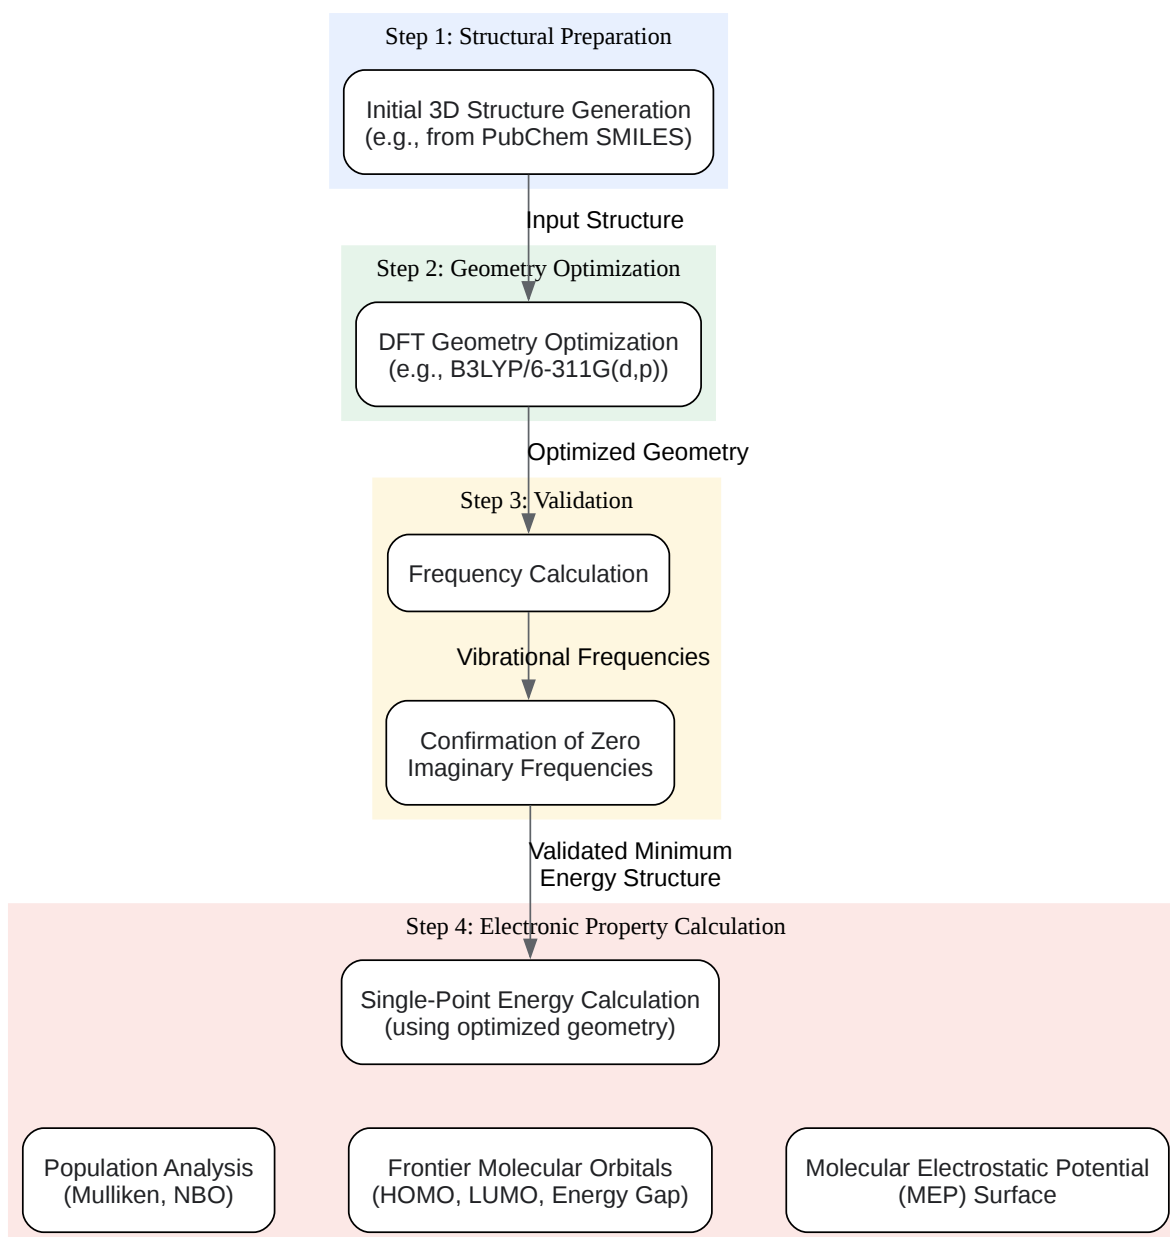 Step 1: Structural Preparation
Initial 3D Structure Generation
(e.g., from PubChem SMILES)
Input Structure
Step 2: Geometry Optimization
DFT Geometry Optimization
(e.g., B3LYP/6-311G(d,p))
Optimized Geometry
Step 3: Validation
Frequency Calculation
Vibrational Frequencies
Confirmation of Zero
Imaginary Frequencies
Validated Minimum
Energy Structure
Step 4: Electronic Property Calculation
Single-Point Energy Calculation
(using optimized geometry)
Population Analysis
(Mulliken, NBO)
Frontier Molecular Orbitals
(HOMO, LUMO, Energy Gap)
Molecular Electrostatic Potential
(MEP) Surface